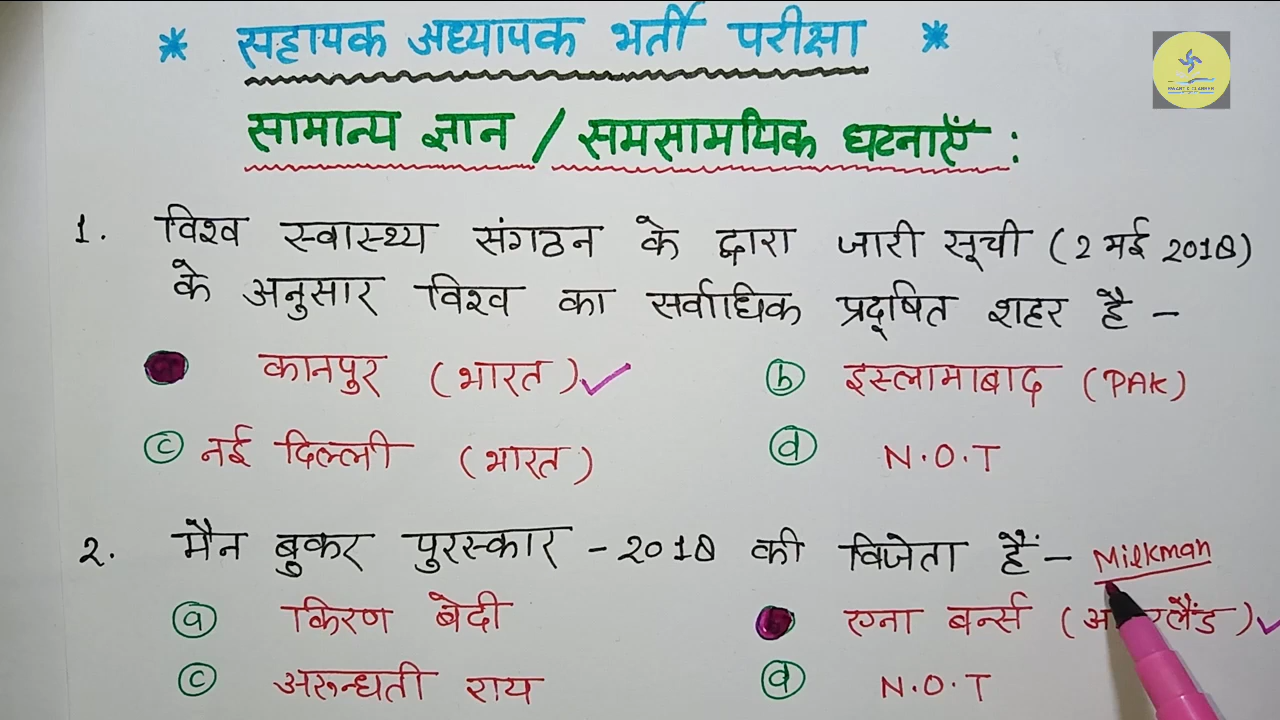 * सहायक अध्यापक भर्ती परीक्षा *
सामान्य ज्ञान / समसामयिक घटनाएँ :
1. विश्व स्वास्थ्य संगठन के द्वारा जारी सूची (2 मई 2018)
के अनुसार विश्व का सर्वाधिक प्रदूषित शहर है -
कानपुर (भारत) ✓ (b) इस्लामाबाद (PAK)
(c) नई दिल्ली (भारत) (d) N.O.T
2. मैन बुकर पुरस्कार - 2018 की विजेता हैं - Milkman
(a) किरण बेदी एना बर्न्स ✓
(c) अरुन्धती राय (d) N.O.T